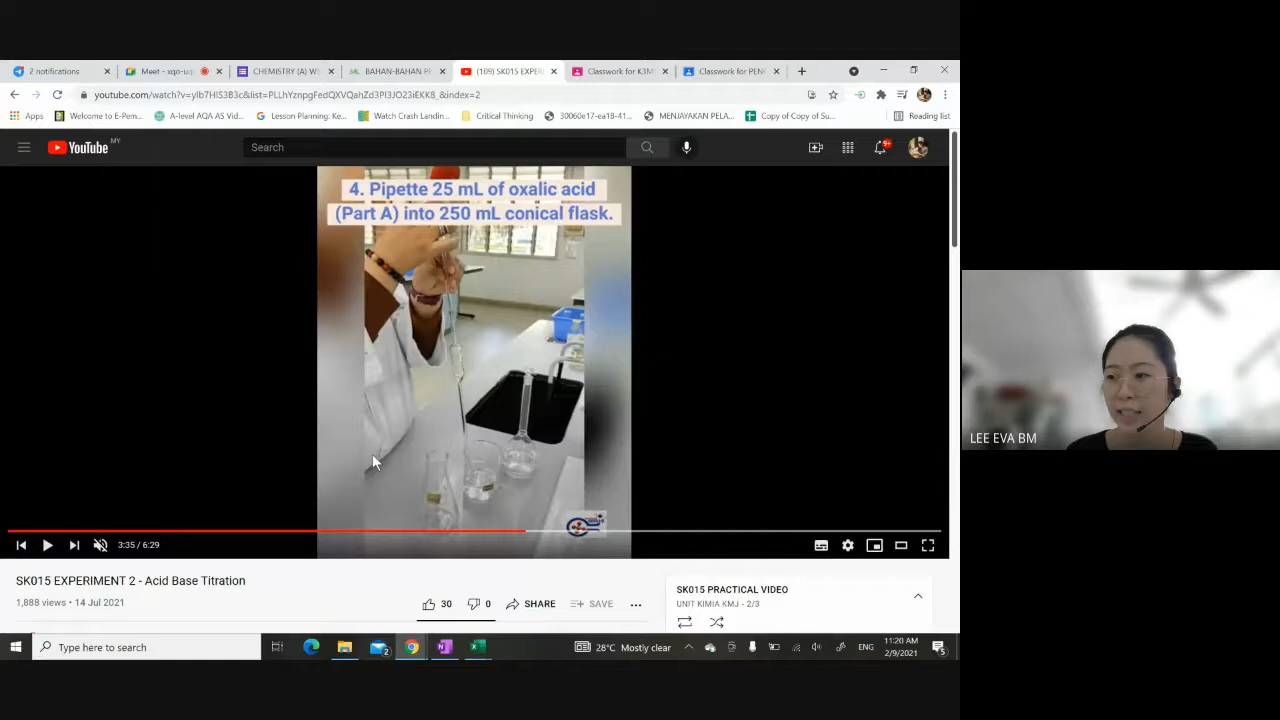 2 notifications
Meet - xqo-uq
CHEMISTRY (A) W
BAHAN-BAHAN P
(109) SK015 EXPERI
Classwork for K3M
Classwork for PEN
youtube.com/watch?v=ylb7HIS3B3c&list=PLLhYznpgFedQXVQahZd3PI3JO23iEKK8_&index=2
Apps
Welcome to E-Pem...
A-level AQA AS Vid...
Lesson Planning: Ke...
Watch Crash Landin...
Critical Thinking
30060e17-ea18-41...
MENJAYAKAN PELA...
Copy of Copy of Su...
Reading list
YouTube MY
Search
9+
4. Pipette 25 mL of oxalic acid
(Part A) into 250 mL conical flask.
LEE EVA BM
3:35 / 6:29
SK015 EXPERIMENT 2 - Acid Base Titration
1,888 views • 14 Jul 2021
30
0
SHARE
SAVE
SK015 PRACTICAL VIDEO
UNIT KIMIA KMJ - 2/3
Type here to search
2
28°C Mostly clear
ENG
11:20 AM
2/9/2021
5